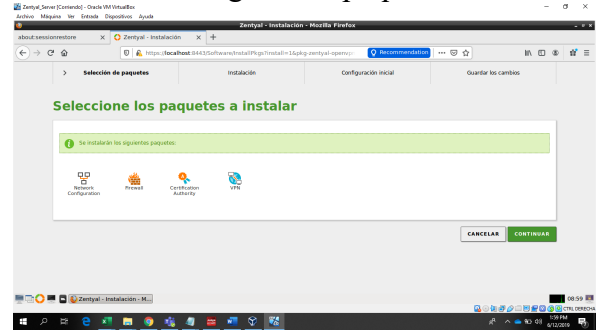 Zentyal_Server [Corriendo] - Oracle VM VirtualBox
Archivo Máquina Ver Entrada Dispositivos Ayuda
Zentyal - Instalación - Mozilla Firefox
about:sessionrestore Zentyal - Instalación
https://localhost:8443/Software/InstallPkgs?install=1&pkg-zentyal-openvp Recommendation
Selección de paquetes Instalación Configuración inicial Guardar los cambios
Seleccione los paquetes a instalar
Se instalarán los siguientes paquetes:
Network Configuration
Firewall
Certification Authority
VPN
CANCELAR CONTINUAR
Zentyal - Instalación - M... 08:59
CTRL DERECHA
1:59 PM
6/12/2019